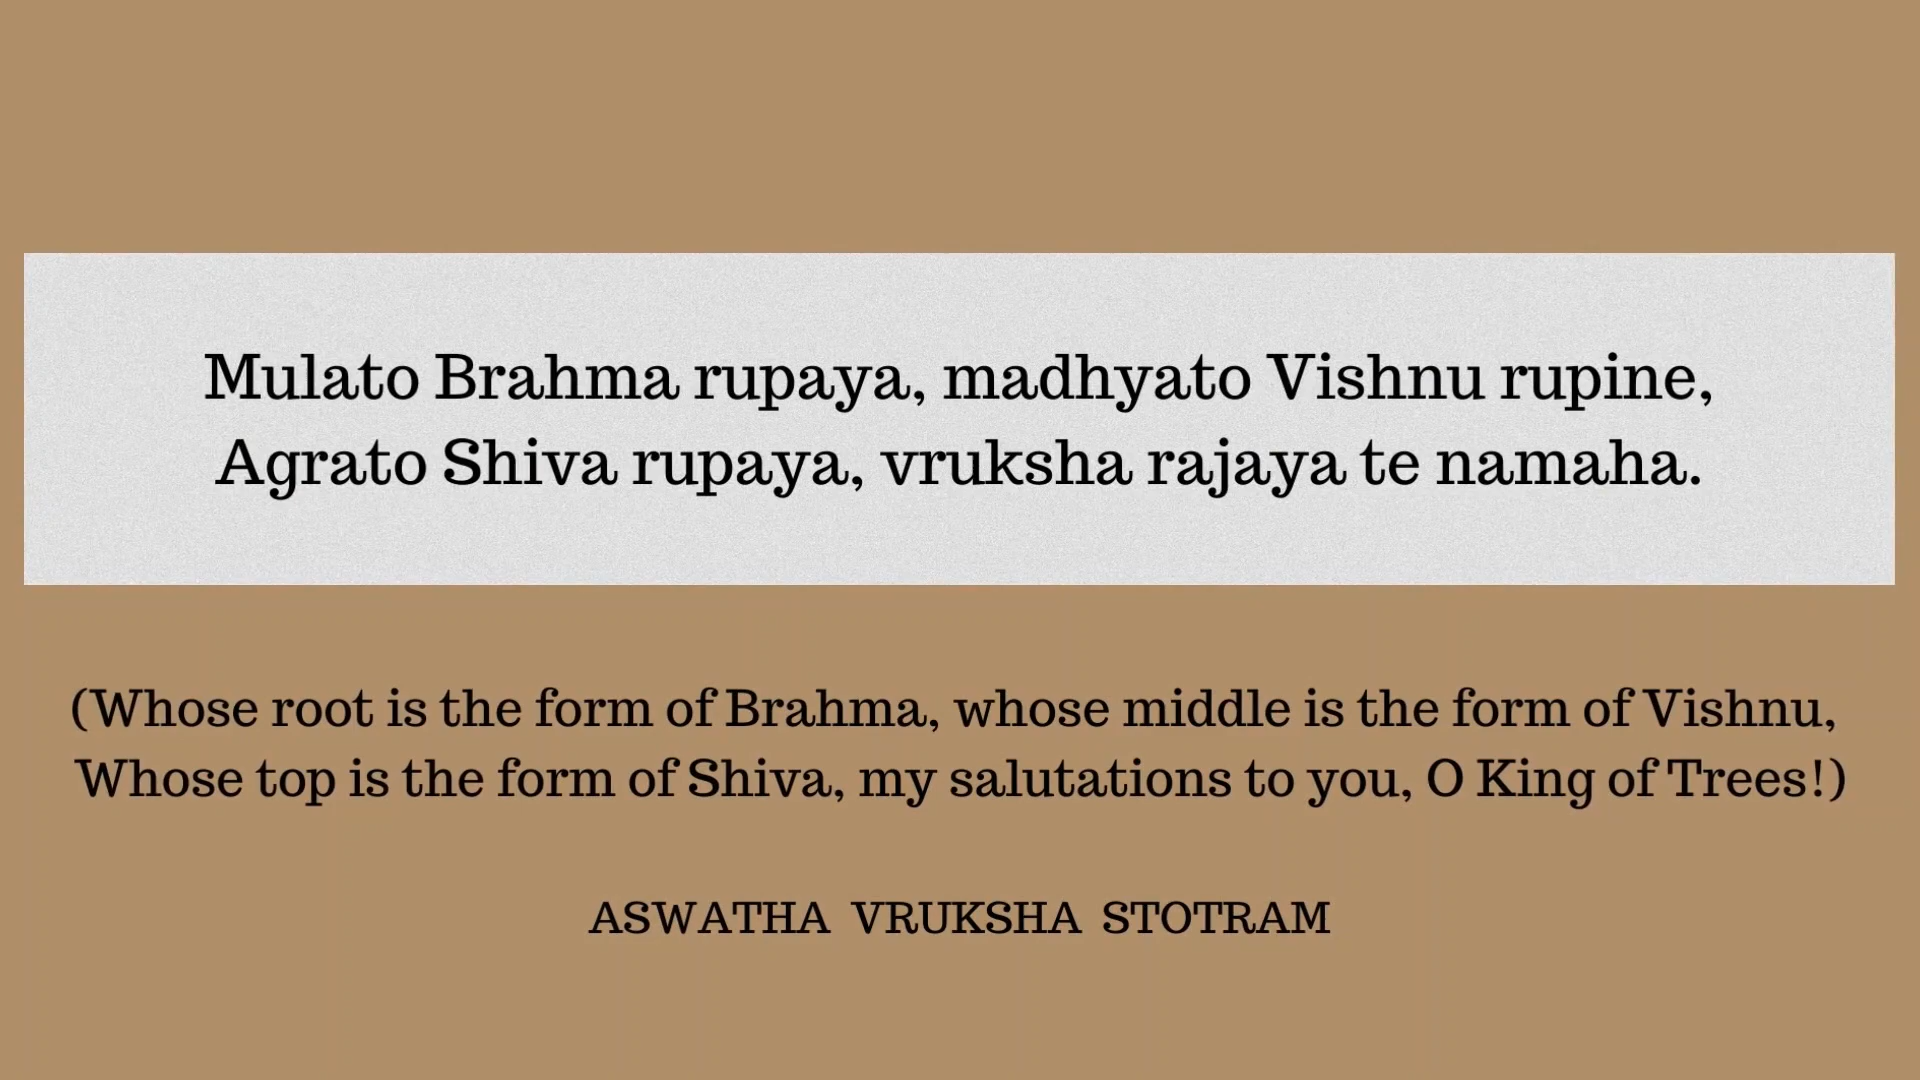 Mulato Brahma rupaya, madhyato Vishnu rupine,
Agrato Shiva rupaya, vruksha rajaya te namaha.
(Whose root is the form of Brahma, whose middle is the form of Vishnu,
Whose top is the form of Shiva, my salutations to you, O King of Trees!)
ASWATHA VRUKSHA STOTRAM